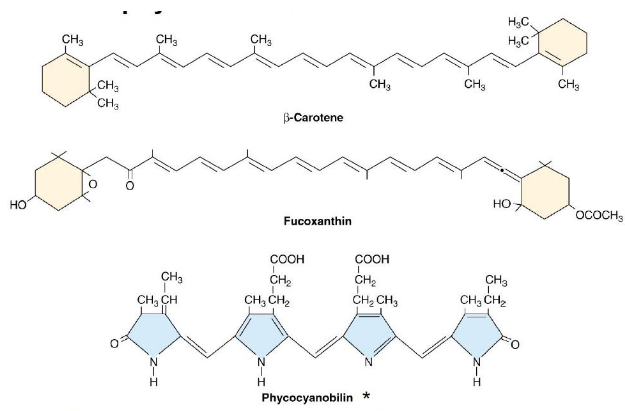 H₃C
CH₃ CH₃ CH₃ H₃C
CH₃
CH₃ CH₃ CH₃ CH₃
β-Carotene
O O
HO HO OCOCH₃
Fucoxanthin
COOH COOH
CH₃ CH₂ CH₂ CH₃
CH₃ CH CH₃ CH₂ CH₂ CH₃ CH₃ CH₂
O N N N N O
H H H
Phycocyanobilin *